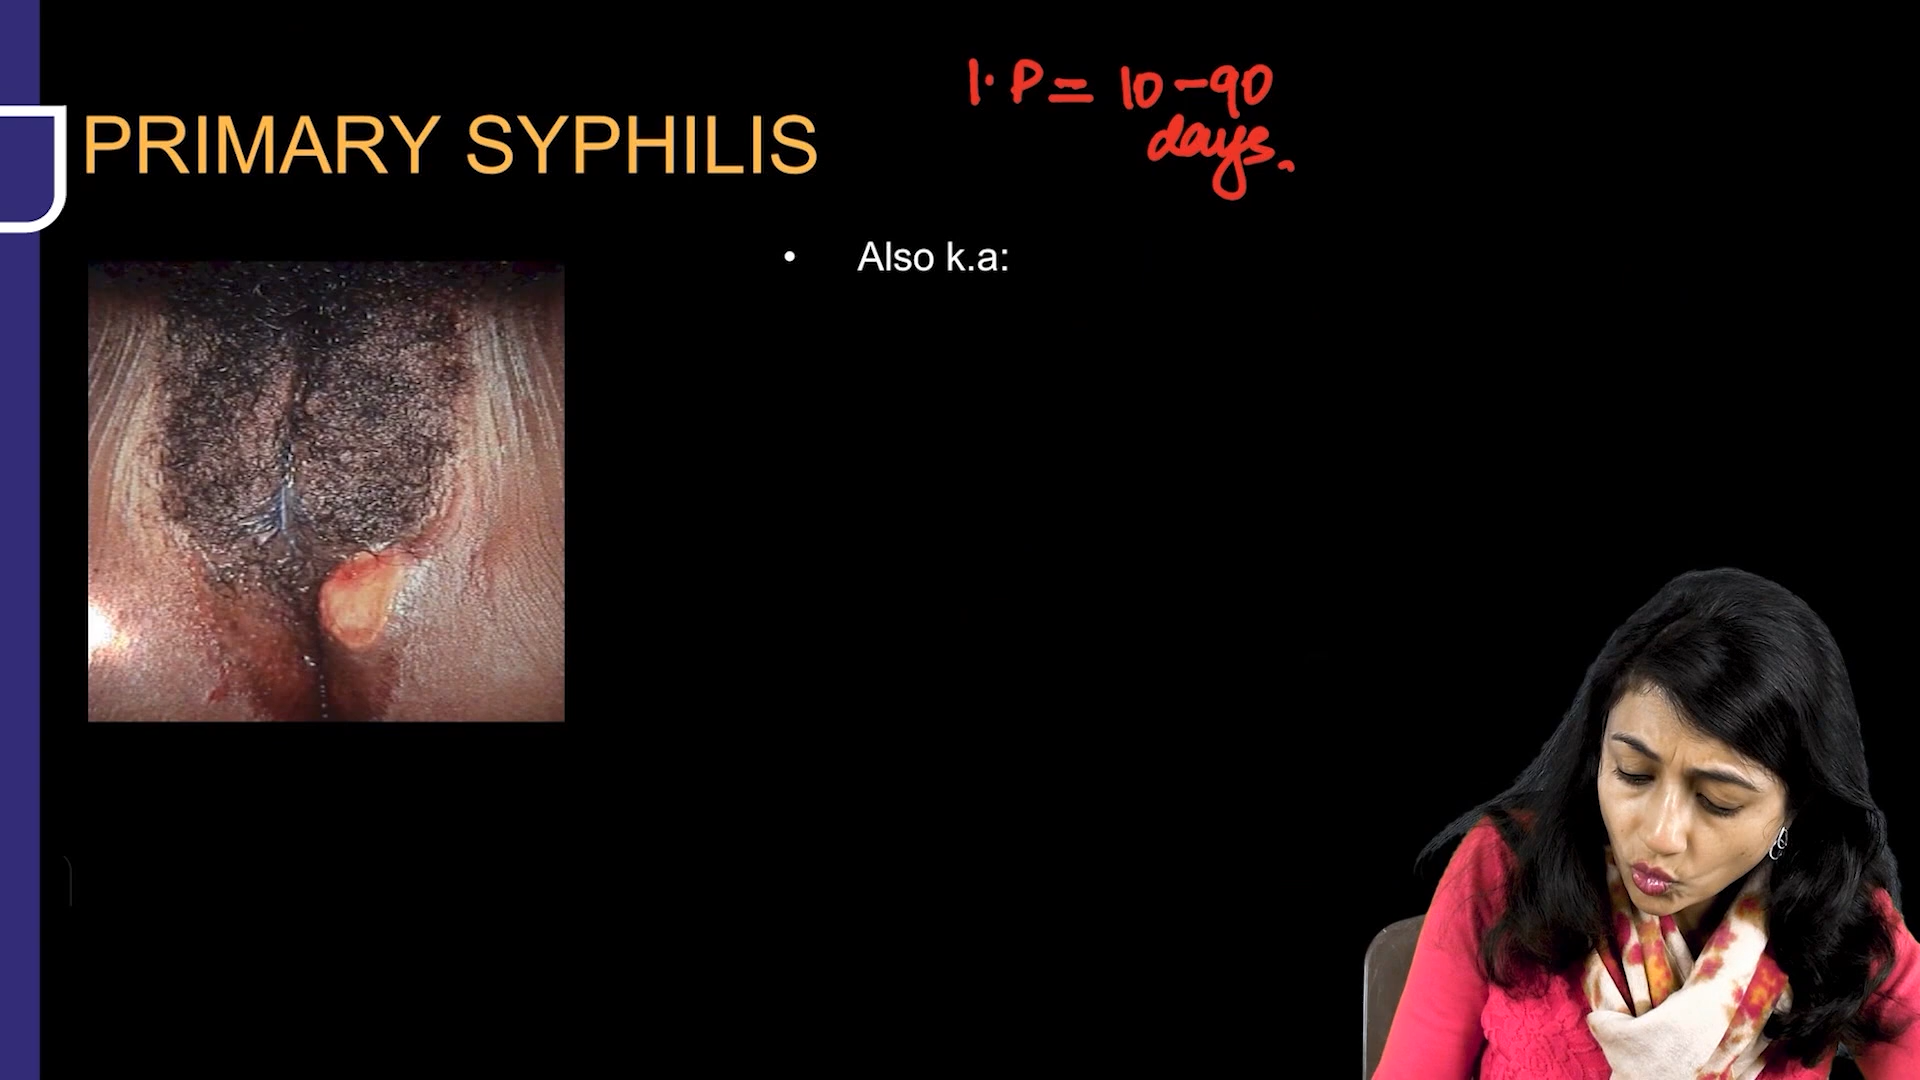 I.P = 10-90
days.
PRIMARY SYPHILIS
• Also k.a: